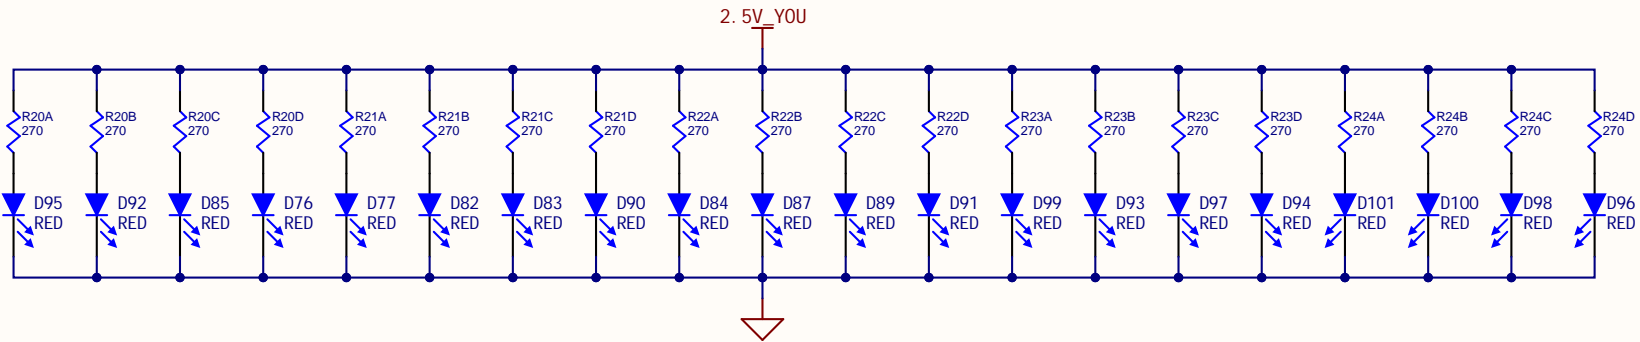 2.5V_YOU
R20A
270
R20B
270
R20C
270
R20D
270
R21A
270
R21B
270
R21C
270
R21D
270
R22A
270
R22B
270
R22C
270
R22D
270
R23A
270
R23B
270
R23C
270
R23D
270
R24A
270
R24B
270
R24C
270
R24D
270
D95
RED
D92
RED
D85
RED
D76
RED
D77
RED
D82
RED
D83
RED
D90
RED
D84
RED
D87
RED
D89
RED
D91
RED
D99
RED
D93
RED
D97
RED
D94
RED
D101
RED
D100
RED
D98
RED
D96
RED